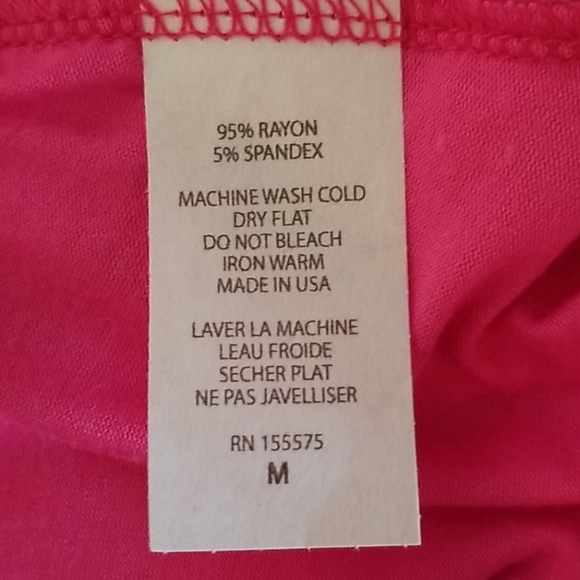 95% RAYON
5% SPANDEX
MACHINE WASH COLD
DRY FLAT
DO NOT BLEACH
IRON WARM
MADE IN USA
LAVER LA MACHINE
LEAU FROIDE
SECHER PLAT
NE PAS JAVELLISER
RN 155575
M